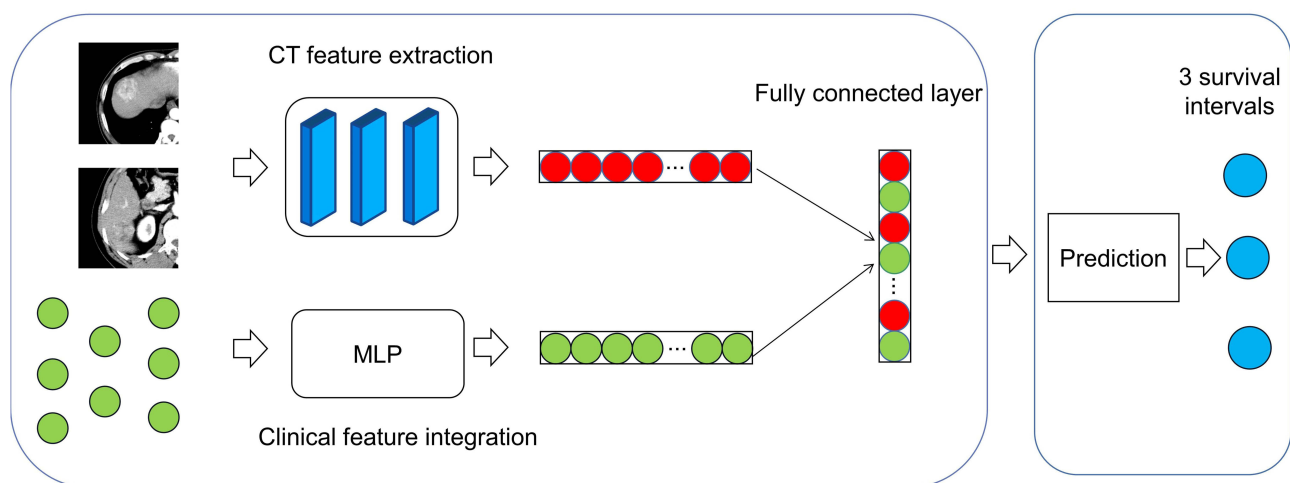 CT feature extraction
Fully connected layer
3 survival
intervals
...
MLP
...
Clinical feature integration
...
Prediction